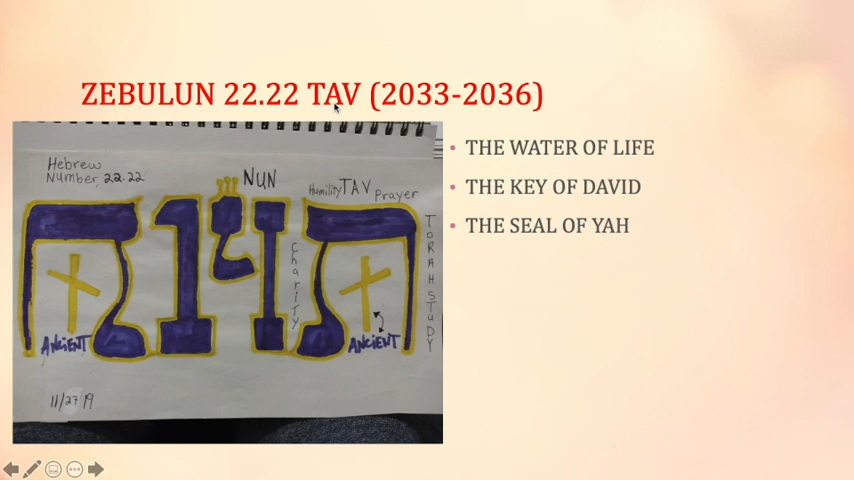 ZEBULUN 22.22 TAV (2033-2036)
Hebrew
Number 22.22
NUN
Humility TAV Prayer
14
Charity
TORAH STUDY
ANCiENT
ANCiENT
11/27/19
• THE WATER OF LIFE
• THE KEY OF DAVID
• THE SEAL OF YAH